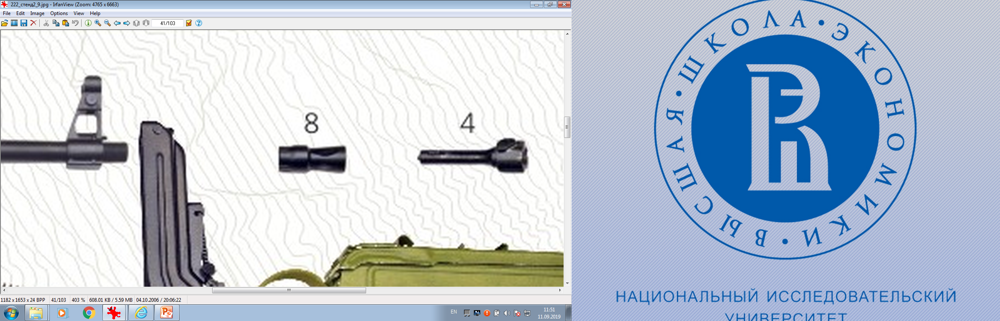 222_стенд2_9.jpg - IrfanView (Zoom: 4765 x 6663)
File Edit Image Options View Help
41/103
8
4
1182 x 1653 x 24 BPP 41/103 403 % 608.01 KB / 5.59 MB 04.10.2006 / 20:06:22
EN 11:51
11.09.2019
ВЫСШАЯ • ШКОЛА • ЭКОНОМИКИ •
НАЦИОНАЛЬНЫЙ ИССЛЕДОВАТЕЛЬСКИЙ
УНИВЕРСИТЕТ